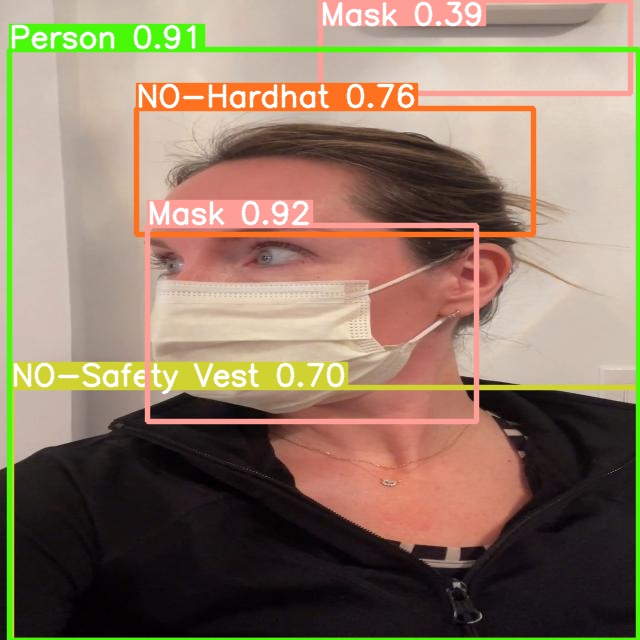 Mask 0.39
Person 0.91
NO-Hardhat 0.76
Mask 0.92
NO-Safety Vest 0.70